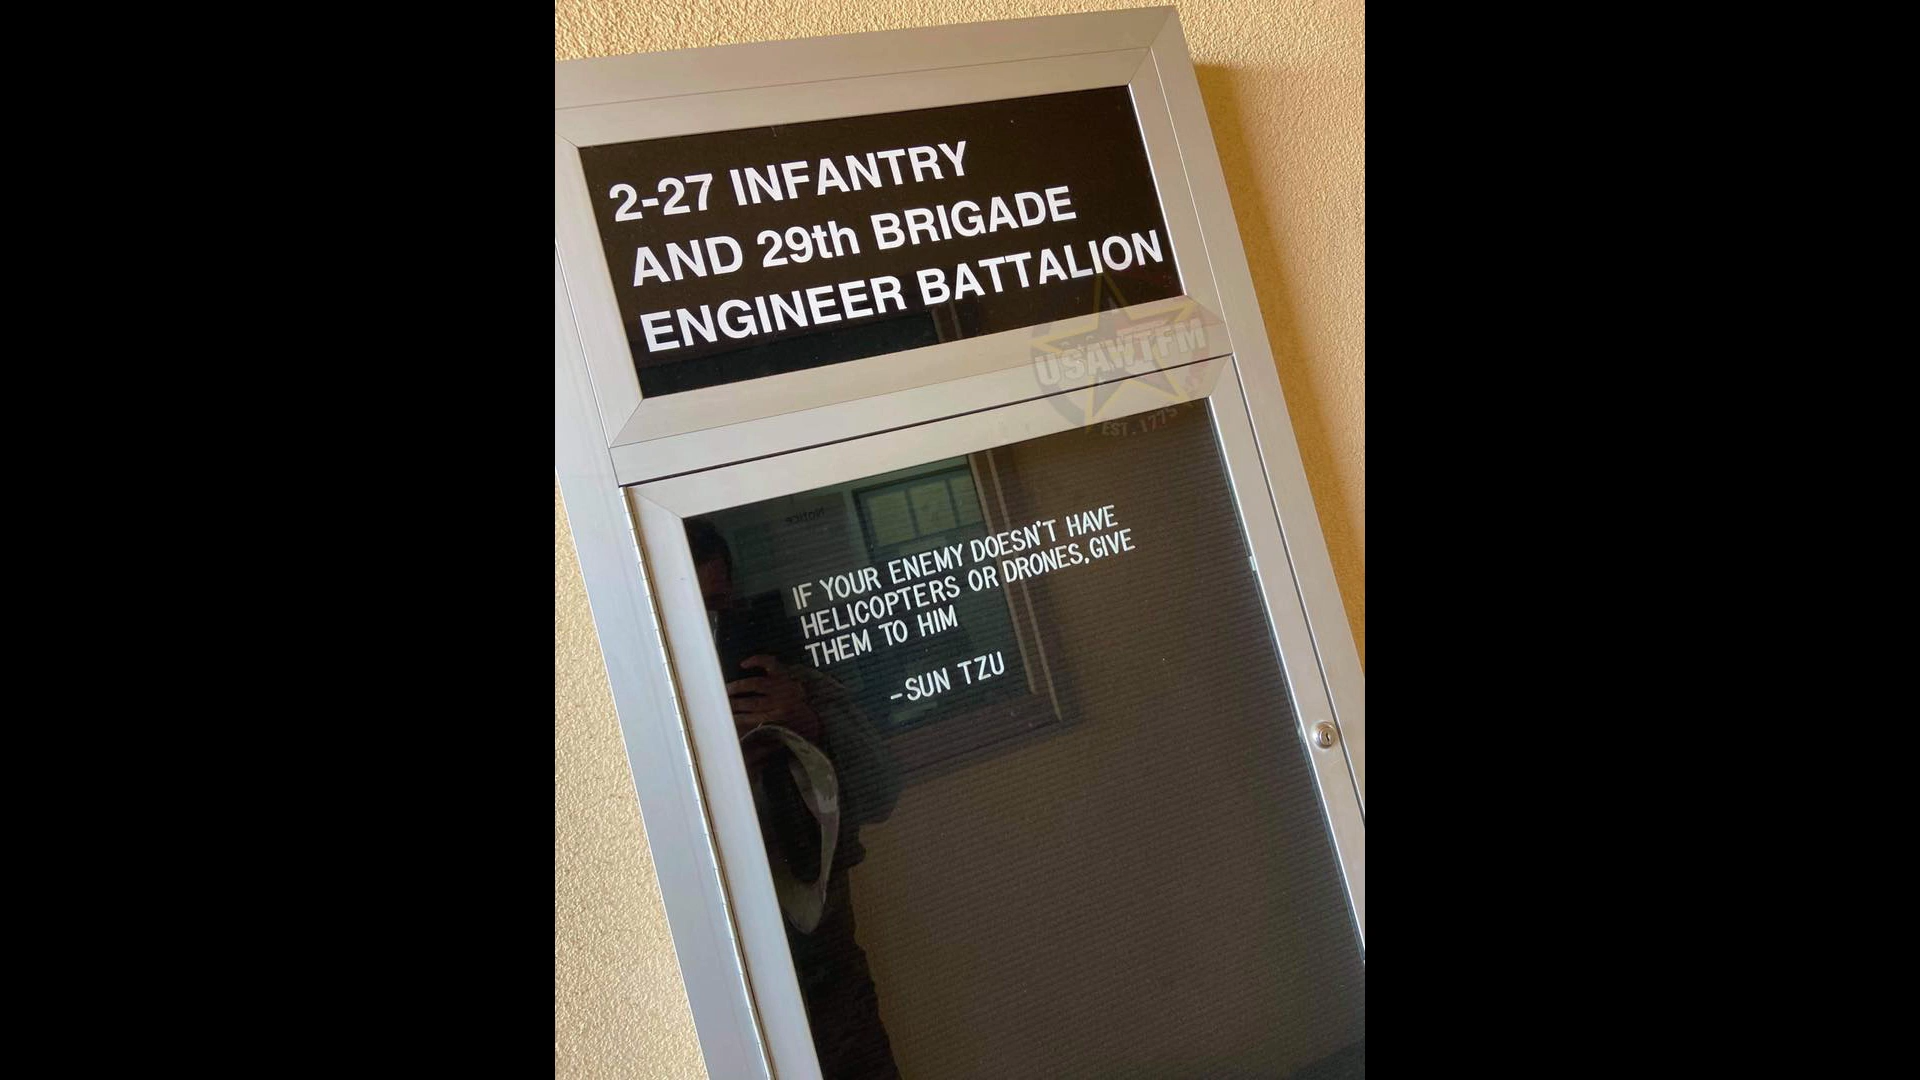 2-27 INFANTRY
AND 29th BRIGADE
ENGINEER BATTALION
USAWTFM
EST. 1775
Notice
IF YOUR ENEMY DOESN'T HAVE
HELICOPTERS OR DRONES, GIVE
THEM TO HIM
-SUN TZU